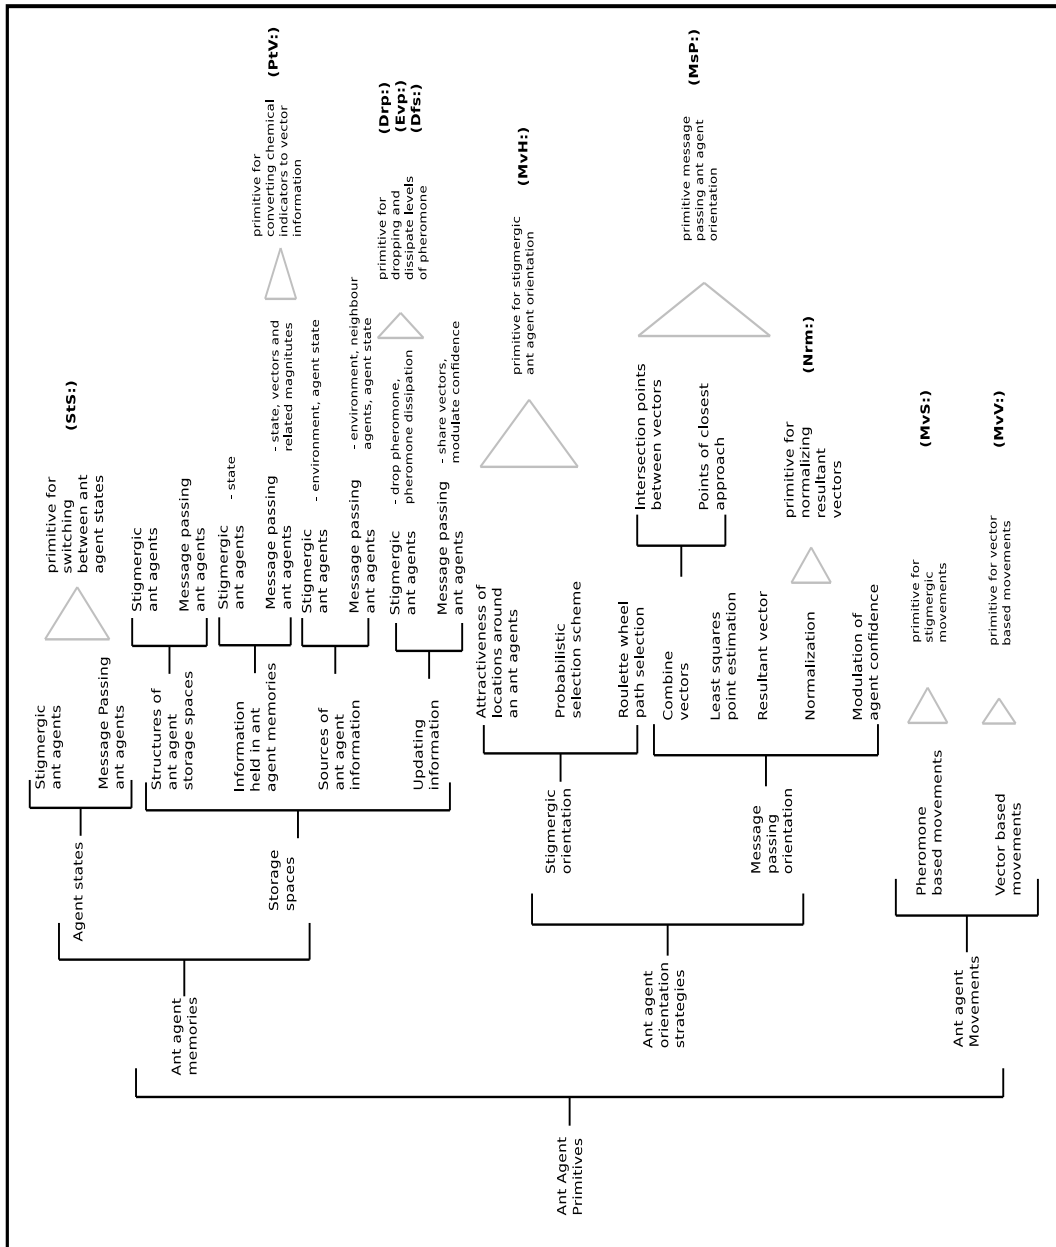 Ant Agent
Primitives
Ant agent
memories
Agent states
Stigmergic
ant agents
Message Passing
ant agents
primitive for
switching
between ant
agent states
(StS:)
Storage
spaces
Structures of
ant agent
storage spaces
Stigmergic
ant agents
Message passing
ant agents
Information
held in ant
agent memories
Stigmergic
ant agents
- state
Message passing
ant agents
- state, vectors and
related magnitutes
primitive for
converting chemical
indicators to vector
information
(PtV:)
Sources of
ant agent
information
Stigmergic
ant agents
- environment, agent state
Message passing
ant agents
- environment, neighbour
agents, agent state
Updating
information
Stigmergic
ant agents
- drop pheromone,
pheromone dissipation
Message passing
ant agents
- share vectors,
modulate confidence
primitive for
dropping and
dissipate levels
of pheromone
(Drp:)
(Evp:)
(Dfs:)
Ant agent
orientation
strategies
Stigmergic
orientation
Attractiveness of
locations around
an ant agents
Probabilistic
selection scheme
Roulette wheel
path selection
primitive for stigmergic
ant agent orientation
(MvH:)
Message
passing
orientation
Combine
vectors
Least squares
point estimation
Resultant vector
Normalization
Modulation of
agent confidence
Intersection points
between vectors
Points of closest
approach
primitive message
passing ant agent
orientation
(MsP:)
primitive for
normalizing
resultant
vectors
(Nrm:)
Ant agent
Movements
Pheromone
based movements
primitive for
stigmergic
movements
(MvS:)
Vector based
movements
primitive for vector
based movements
(MvV:)